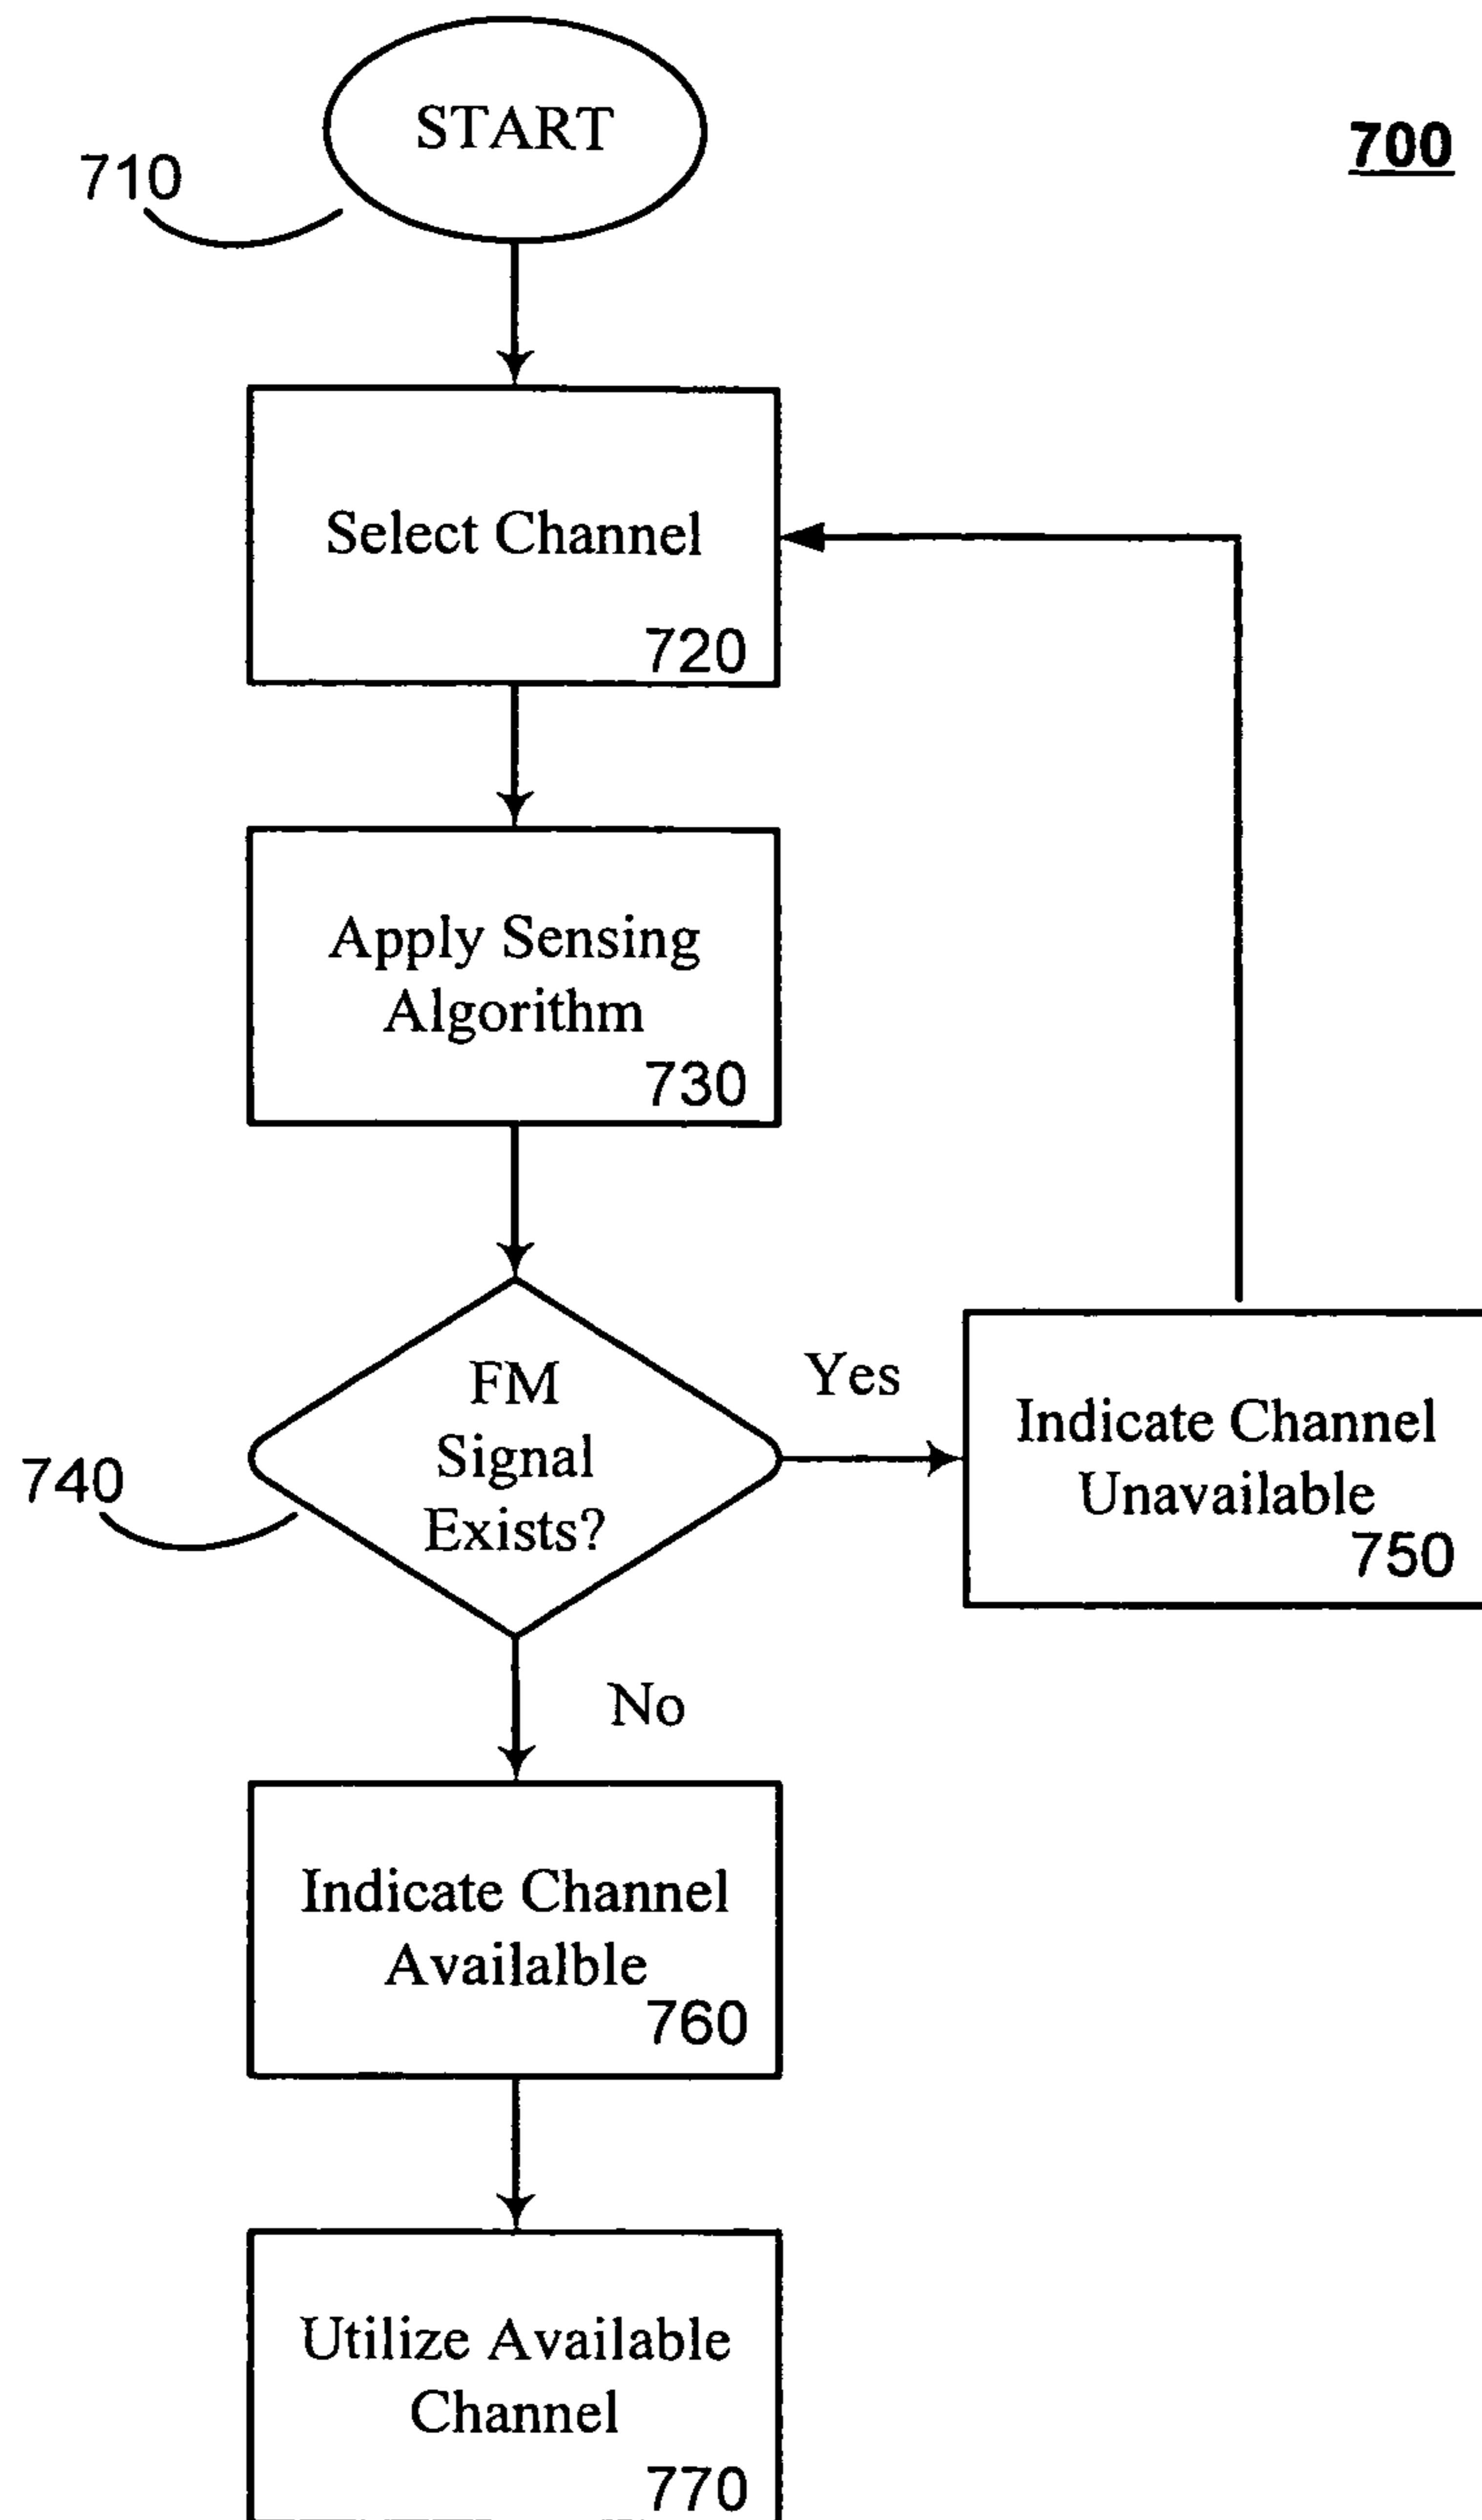 START
700
710
Select Channel
720
Apply Sensing
Algorithm
730
FM
Signal
Exists?
740
Yes
Indicate Channel
Unavailable
750
No
Indicate Channel
Availalble
760
Utilize Available
Channel
770